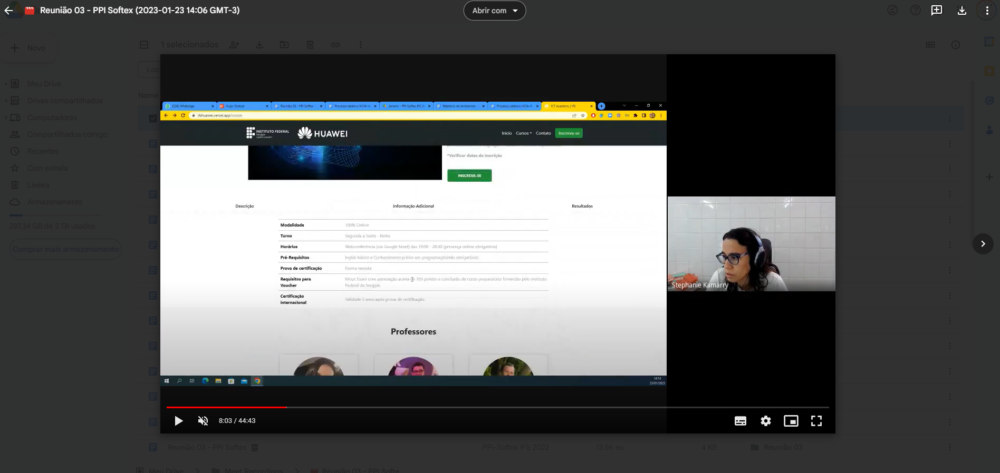 Reunião 03 - PPI Softex (2023-01-23 14:06 GMT-3)
Abrir com
Novo
1 selecionados
Loc
Meu Drive
Drives compartilhados
Computadores
Compartilhados comigo
Recentes
Com estrela
Lixeira
Armazenamento
287,34 GB de 2 TB usados
Comprar mais armazenamento
Nome
(226) WhatsApp
Hoje: Todoist
Reunião 03 - PPI Softex -
Processo seletivo HCIA-
Janeiro - PPI-Softex IFS 2
Relatório de Ambientes -
Processo seletivo HCIA-
ICT Academy | IFS
ifshuawei.vercel.app/cursos
INSTITUTO FEDERAL
Sergipe
HUAWEI
Início Cursos Contato Inscreva-se
*Verificar datas de inscrição
INSCREVA-SE
Descrição Informação Adicional Resultados
Modalidade 100% Online
Turno Segunda a Sexta - Noite
Horários Webconferência (via Google Meet) das 19:00 - 20:30 (presença online obrigatória)
Pré-Requisitos Inglês básico e Conhecimento prévio em programação(não obrigatório)
Prova de certificação Forma remota
Requisitos para Mooc Exam com pontuação acima de 700 pontos e conclusão de curso preparatório fornecido pelo Instituto
Voucher Federal de Sergipe.
Certificação
internacional Validade 3 anos após prova de certificação.
Professores
Stephanie Kamarry
14:14
23/01/2023
8:03 / 44:43
Reunião 03 - PPI Softex PPI-Softex IFS 2022 13:56 eu 4 KB Reunião 03
Meu Drive Meet Recordings Reunião 03 - PPI Softe